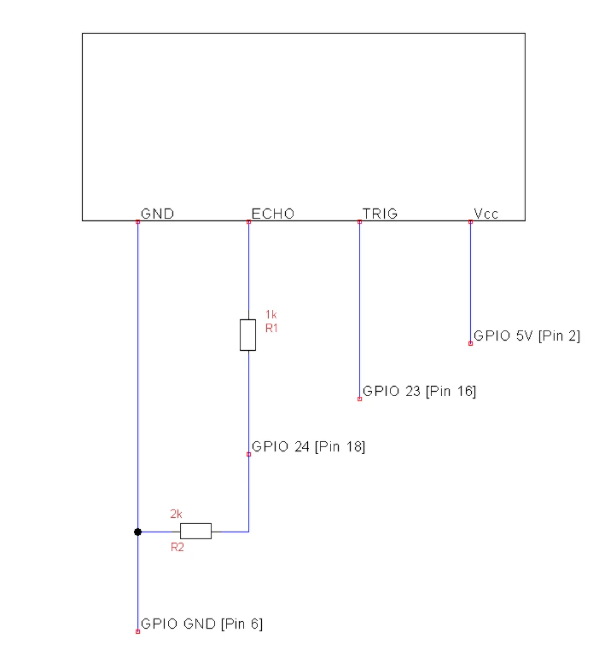 GND
ECHO
TRIG
Vcc
1k
R1
GPIO 5V [Pin 2]
GPIO 23 [Pin 16]
GPIO 24 [Pin 18]
2k
R2
GPIO GND [Pin 6]